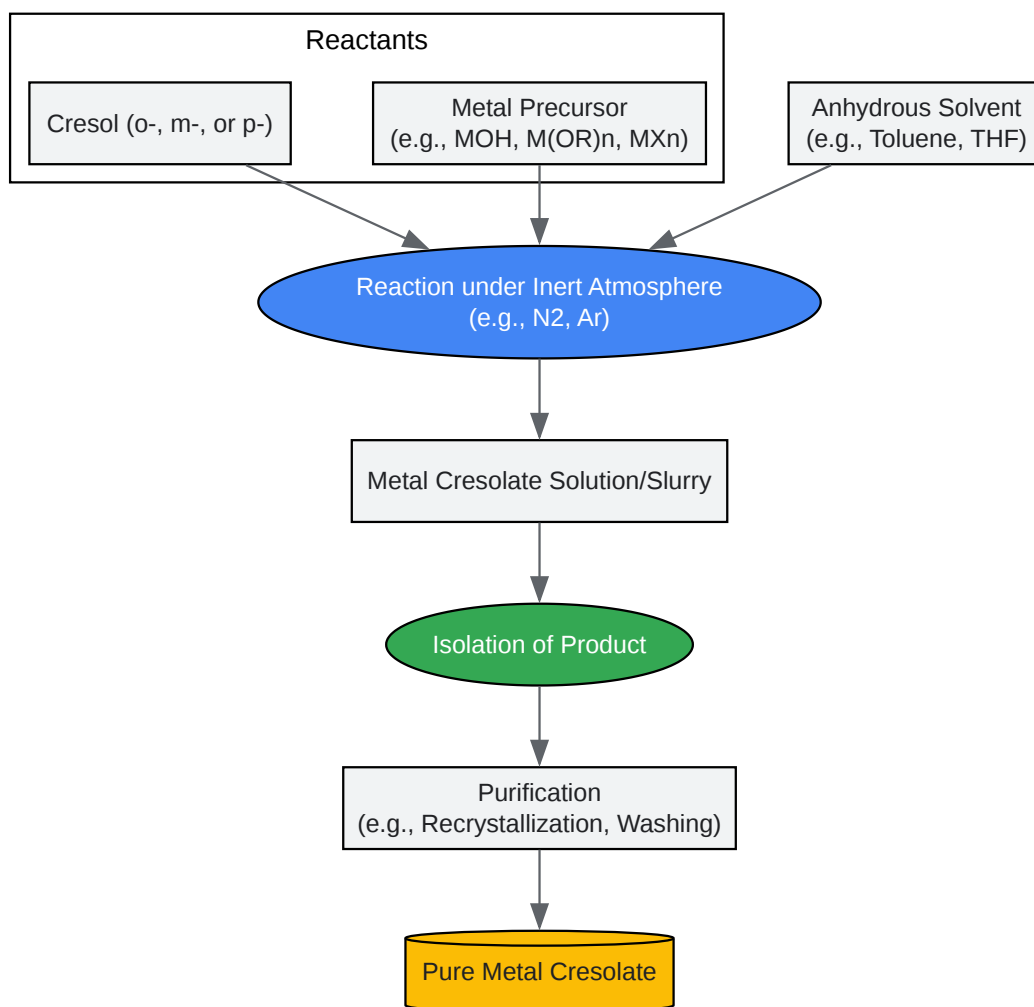 Reactants
Cresol (o-, m-, or p-)
Metal Precursor
(e.g., MOH, M(OR)n, MXn)
Anhydrous Solvent
(e.g., Toluene, THF)
Reaction under Inert Atmosphere
(e.g., N2, Ar)
Metal Cresolate Solution/Slurry
Isolation of Product
Purification
(e.g., Recrystallization, Washing)
Pure Metal Cresolate